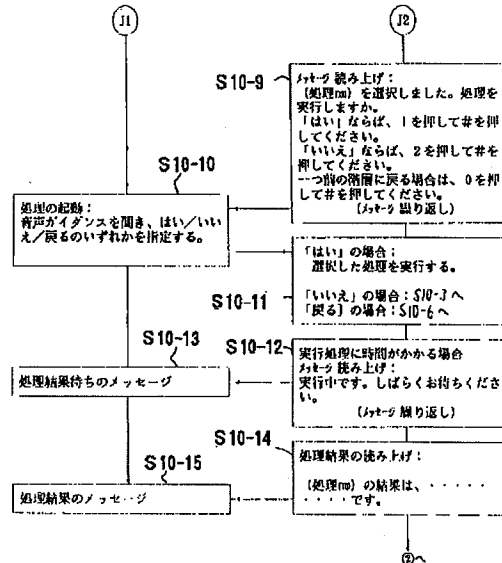 J1
J2
S10-9
メッセージ 読み上げ：
{処理nm} を選択しました。処理を
実行しますか。
「はい」ならば、1を押して#を押
してください。
「いいえ」ならば、2を押して#を
押してください。
一つ前の階層に戻る場合は、0を押
して#を押してください。
(メッセージ 繰り返し)
S10-10
処理の起動：
音声ガイダンスを聞き、はい/いい
え/戻るのいずれかを指定する。
「はい」の場合：
選択した処理を実行する。
S10-11
「いいえ」の場合：S10-3へ
「戻る」の場合：S10-6へ
S10-13
S10-12
実行処理に時間がかかる場合
メッセージ 読み上げ：
実行中です。しばらくお待ちくださ
い。
(メッセージ 繰り返し)
処理結果待ちのメッセージ
S10-14
処理結果の読み上げ：
{処理nm} の結果は、・・・・・
・・・・です。
S10-15
処理結果のメッセージ
②へ